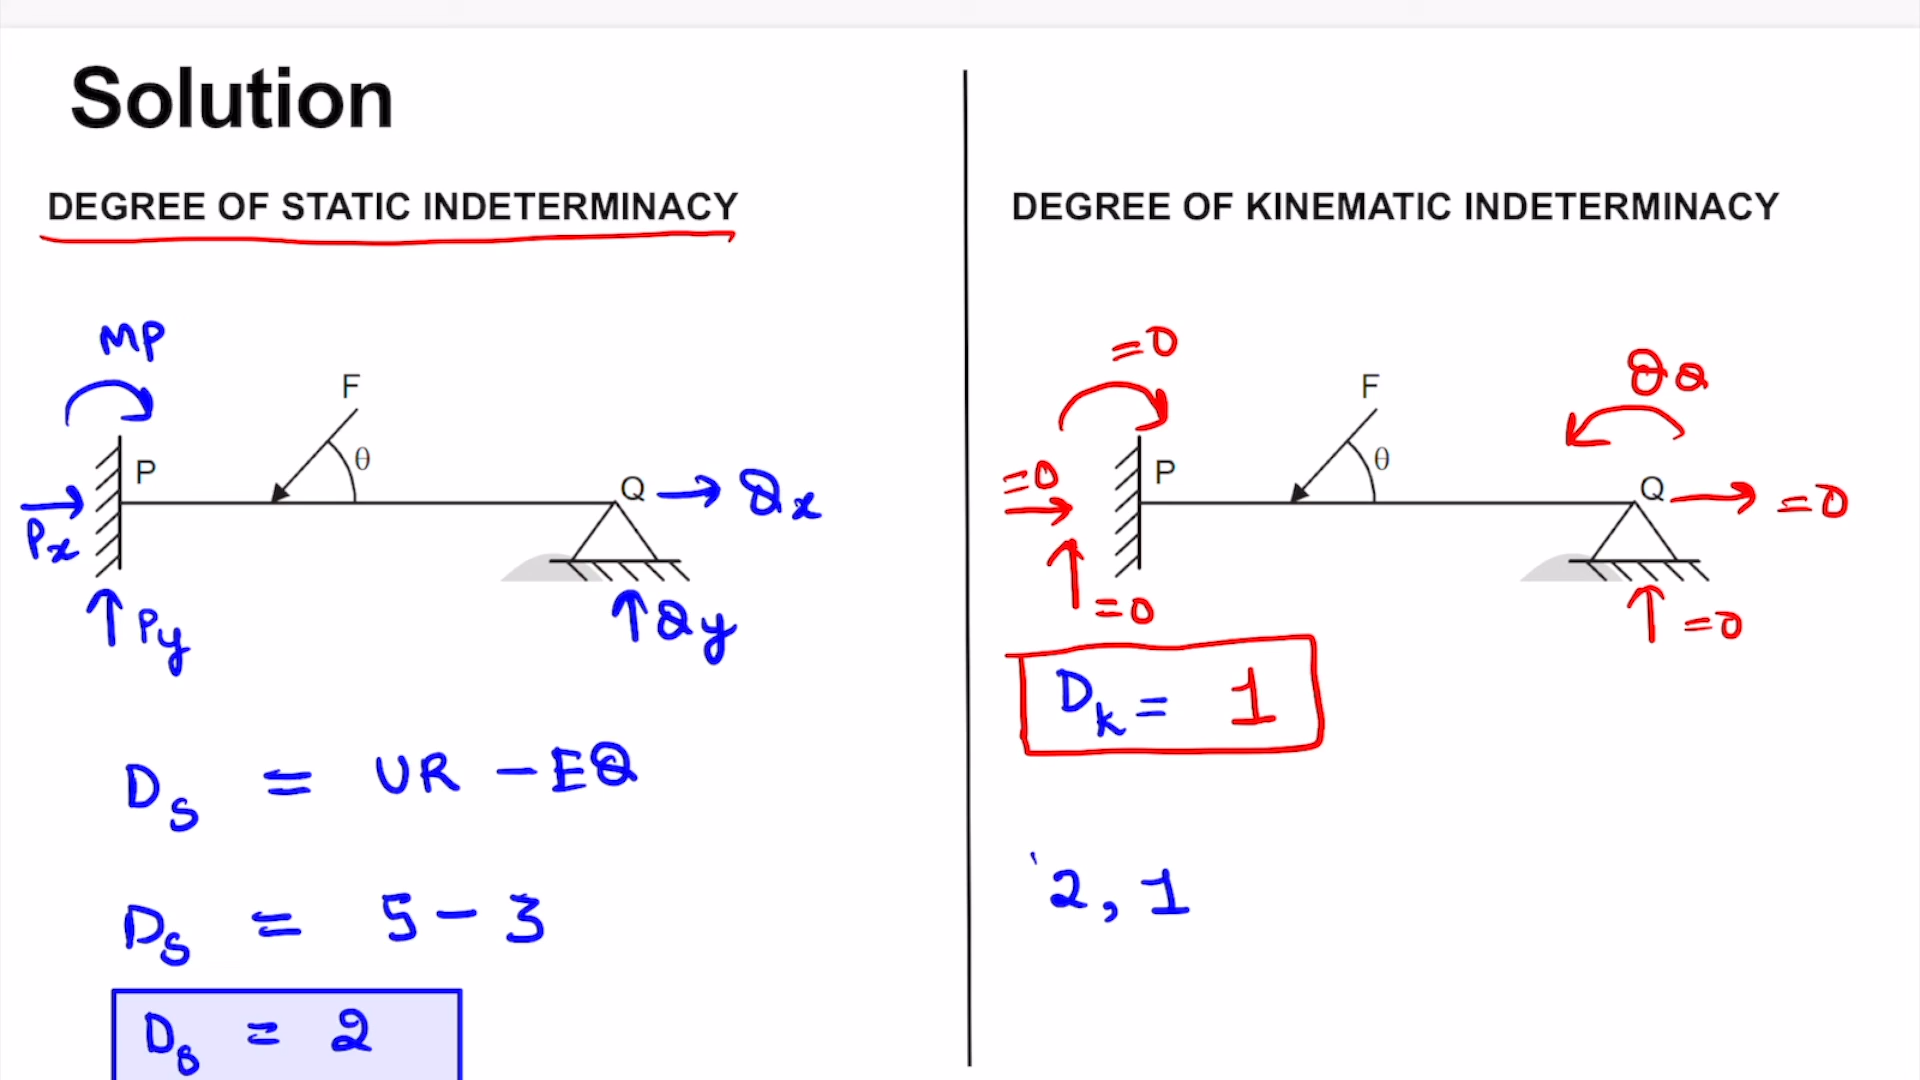 Solution
DEGREE OF STATIC INDETERMINACY
MP
F
θ
P
Q
Qx
Px
Py
Qy
Ds = UR - EQ
Ds = 5 - 3
Ds = 2
DEGREE OF KINEMATIC INDETERMINACY
=0
F
θQ
θ
=0
P
Q
=0
=0
=0
Dk = 1
2, 1